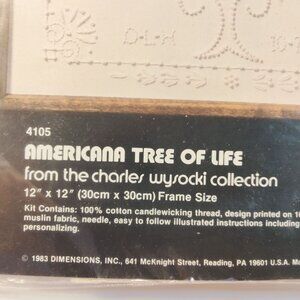 D-L-H
4105
AMERICANA TREE OF LIFE
from the charles wysocki collection
12" x 12" (30cm x 30cm) Frame Size
Kit Contains: 100% cotton candlewicking thread, design printed on
muslin fabric, needle, easy to follow illustrated instructions including
personalizing.
© 1983 DIMENSIONS, INC., 641 McKnight Street, Reading, PA 19601 U.S.A.